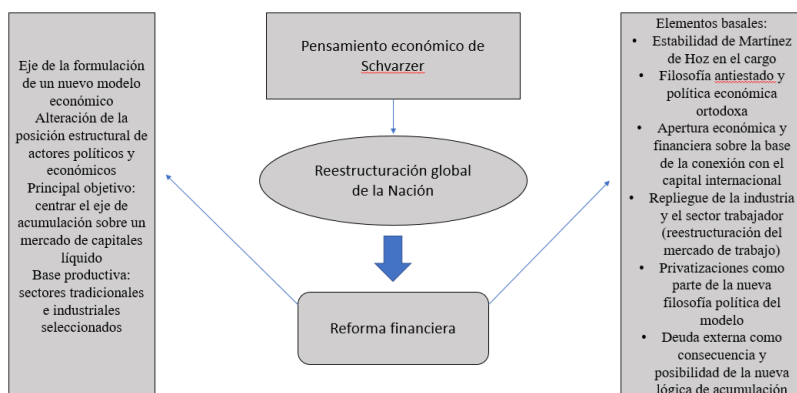 Pensamiento económico de
Schvarzer
Reestructuración global
de la Nación
Reforma financiera
Eje de la formulación
de un nuevo modelo
económico
Alteración de la
posición estructural de
actores políticos y
económicos
Principal objetivo:
centrar el eje de
acumulación sobre un
mercado de capitales
líquido
Base productiva:
sectores tradicionales
e industriales
seleccionados
Elementos basales:
• Estabilidad de Martínez
de Hoz en el cargo
• Filosofía antiestado y
política económica
ortodoxa
• Apertura económica y
financiera sobre la base
de la conexión con el
capital internacional
• Repliegue de la industria
y el sector trabajador
(reestructuración del
mercado de trabajo)
• Privatizaciones como
parte de la nueva
filosofía política del
modelo
• Deuda externa como
consecuencia y
posibilidad de la nueva
lógica de acumulación